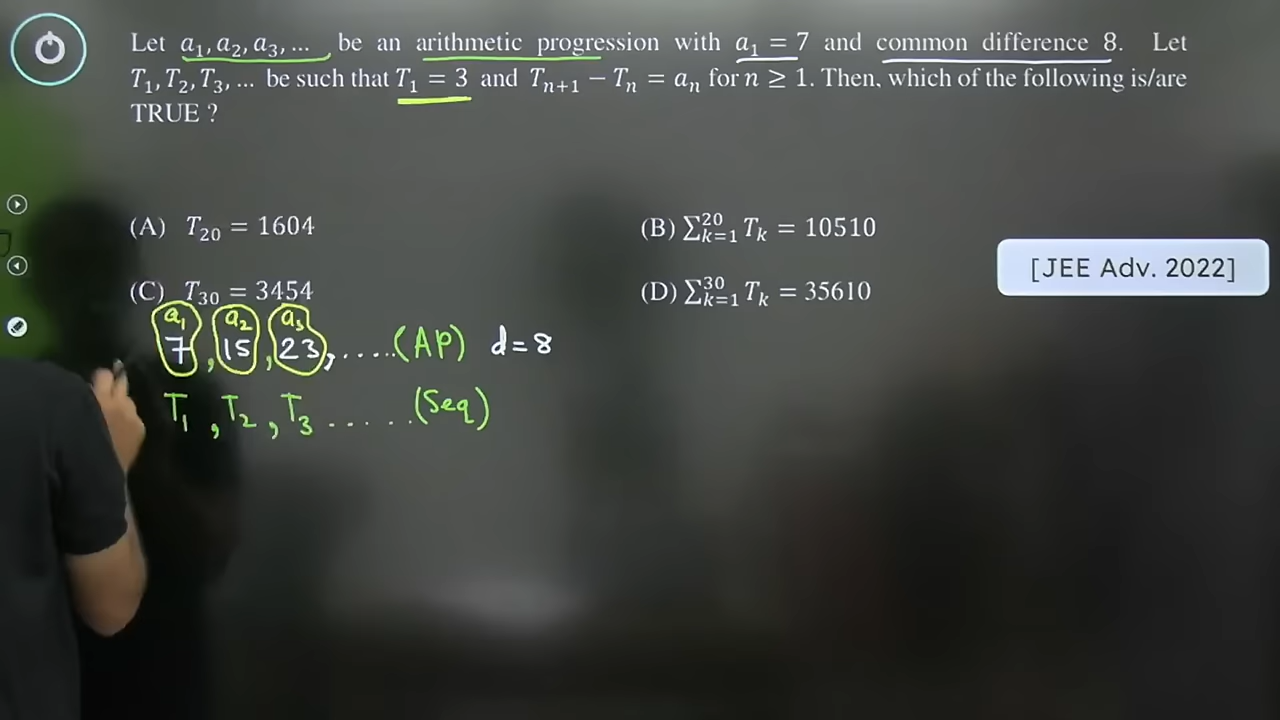 Let a₁, a₂, a₃, ... be an arithmetic progression with a₁ = 7 and common difference 8. Let
T₁, T₂, T₃, ... be such that T₁ = 3 and Tₙ₊₁ − Tₙ = aₙ for n ≥ 1. Then, which of the following is/are
TRUE ?
(A) T₂₀ = 1604
(B) ∑²⁰ₖ₌₁ Tₖ = 10510
[JEE Adv. 2022]
(C) T₃₀ = 3454
(D) ∑³⁰ₖ₌₁ Tₖ = 35610
a₁ a₂ a₃
7, 15, 23, ..... (AP) d = 8
T₁, T₂, T₃ ...... (Seq)